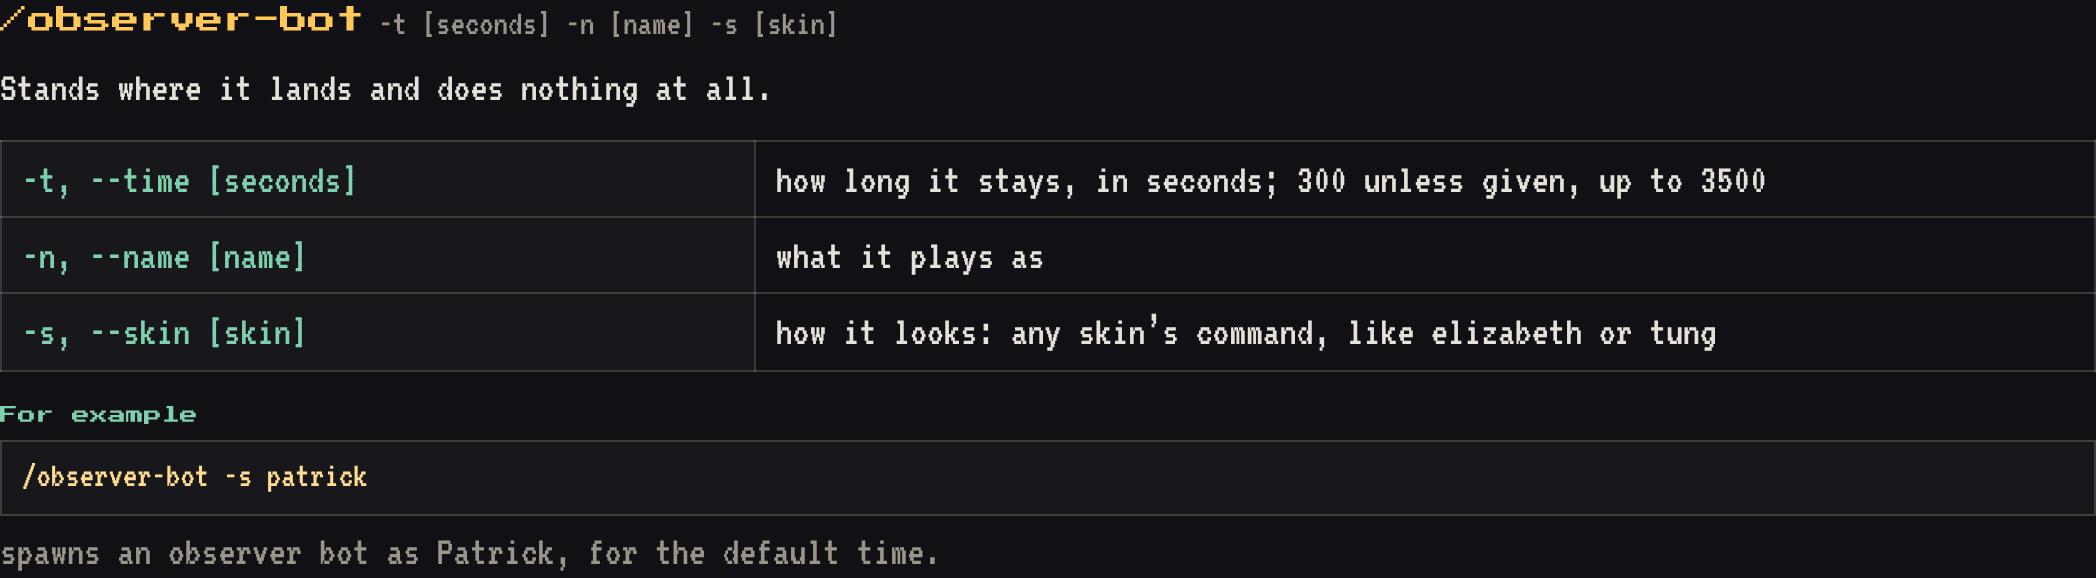 /observer-bot -t [seconds] -n [name] -s [skin]
Stands where it lands and does nothing at all.
-t, --time [seconds] how long it stays, in seconds; 300 unless given, up to 3500
-n, --name [name] what it plays as
-s, --skin [skin] how it looks: any skin's command, like elizabeth or tung
For example
/observer-bot -s patrick
spawns an observer bot as Patrick, for the default time.